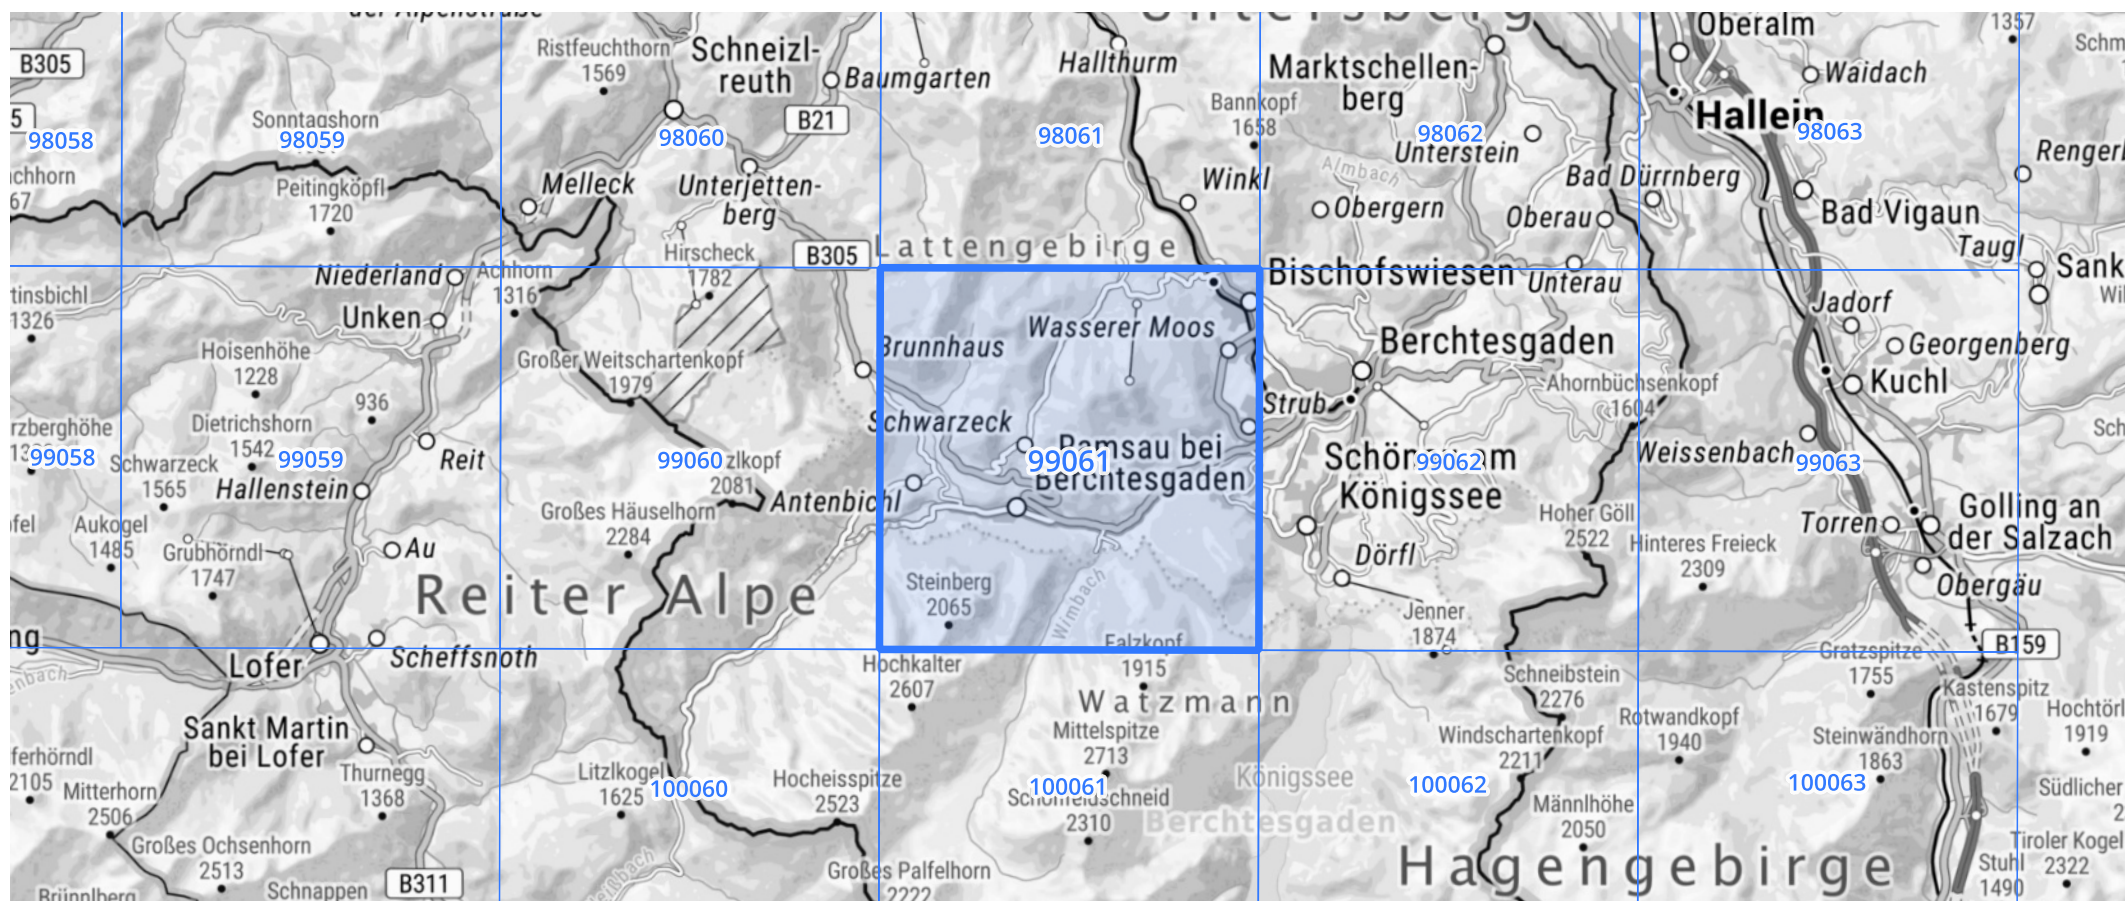 Oberalm
1357
B305
Ristfeuchthorn
1569
Schneizl-
reuth
Baumgarten
Hallthurm
Marktschellen-
berg
Waidach
Bannkopf
1658
Hallein
B21
Sonntagshorn
98058
98059
98060
98061
98062
98063
Unterstein
Almbach
Peitingköpfl
1720
Melleck
Unterjetten-
berg
Winkl
Obergern
Bad Dürrnberg
Oberau
Bad Vigaun
Taugl
Lattengebirge
B305
Hirscheck
1782
Niederland
Achhorn
1316
Bischofswiesen
Unterau
Unken
Wasserer Moos
Brunnhaus
Berchtesgaden
Jadorf
Georgenberg
Kuchl
Hoisenhöhe
1228
Großer Weitschartenkopf
1979
Ahornbüchsenkopf
1604
936
Dietrichshorn
1542
Schwarzeck
Strub
Reit
Schwarzeck
1565
Hallenstein
99058
99059
99060
99061
99062
99063
2081
Ramsau bei
Berchtesgaden
Schönau am
Königssee
Weissenbach
Antenbichl
Großes Häuselhorn
2284
Aukogel
1485
Grubhörndl
1747
Au
Hoher Göll
2522
Hinteres Freieck
2309
Torren
Golling an
der Salzach
Obergäu
Dörfl
Reiter Alpe
Steinberg
2065
Wimbach
Jenner
1874
Falzkopf
1915
B159
Lofer
Scheffsnoth
Hochkalter
2607
Watzmann
Mittelspitze
2713
Schneibstein
2276
Gratzspitze
1755
Kastenspitz
1679
Sankt Martin
bei Lofer
Windschartenkopf
2211
Rotwandkopf
1940
Steinwändhorn
1863
1919
Mitterhorn
2506
Thurnegg
1368
Litzlkogel
1625
Hocheisspitze
2523
Königssee
100060
100061
100062
100063
Schönfeldschneid
2310
Berchtesgaden
Männlhöhe
2050
Südlicher
Tiroler Kogel
2322
Großes Ochsenhorn
2513
Schnappen
B311
Großes Palfelhorn
2222
Hagengebirge
Stuhl
1490